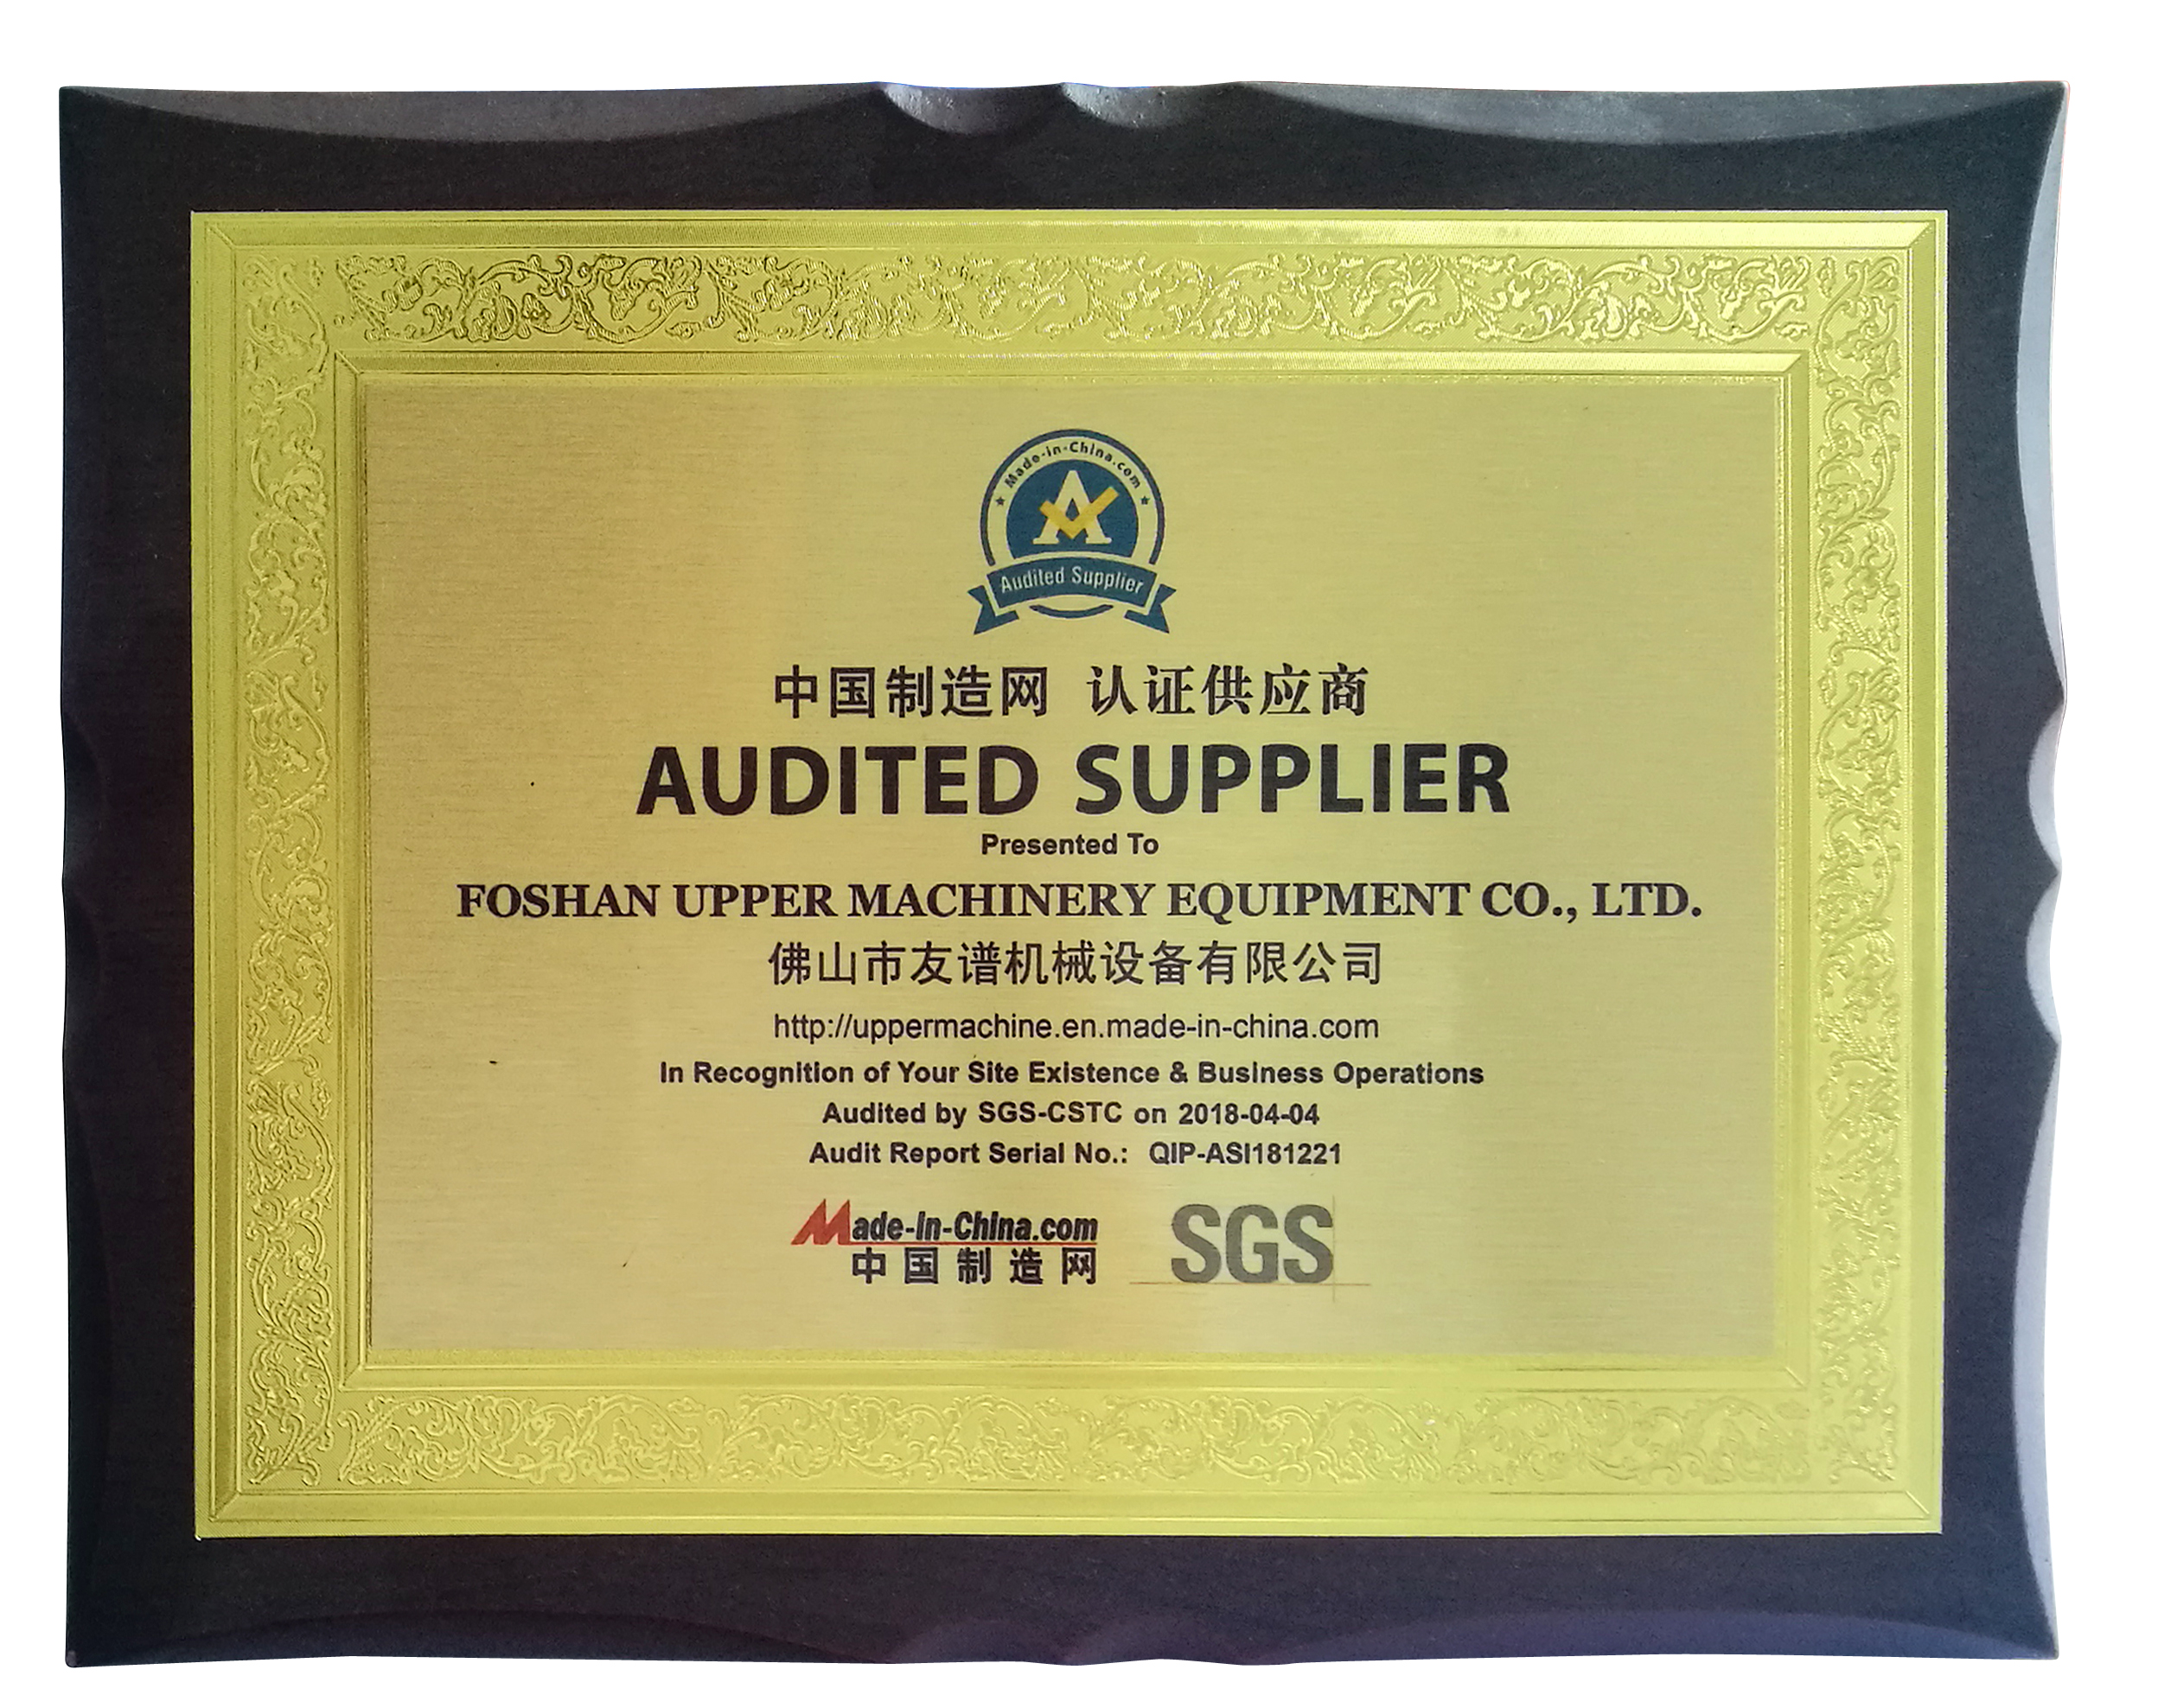 Made-in-China.com
A
Audited Supplier
中国制造网 认证供应商
AUDITED SUPPLIER
Presented To
FOSHAN UPPER MACHINERY EQUIPMENT CO., LTD.
佛山市友谱机械设备有限公司
http://uppermachine.en.made-in-china.com
In Recognition of Your Site Existence & Business Operations
Audited by SGS-CSTC on 2018-04-04
Audit Report Serial No.: QIP-ASI181221
Made-in-China.com
中国制造网
SGS